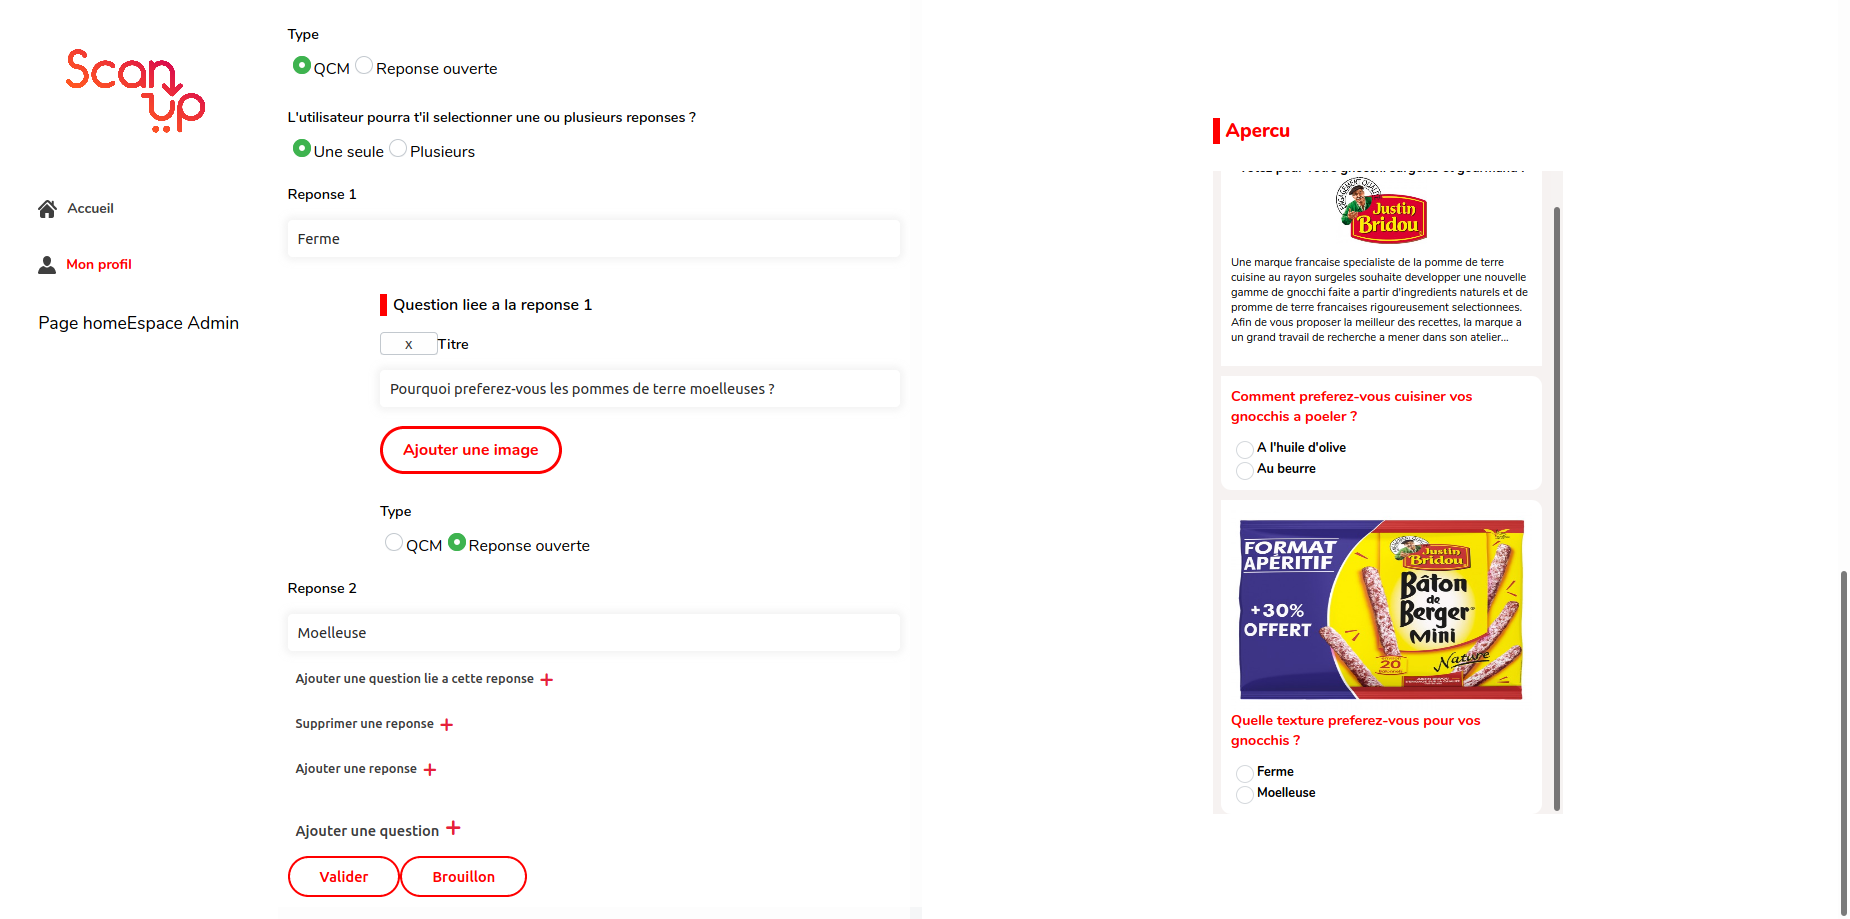 Scan
up
Accueil
Mon profil
Page homeEspace Admin
Type
QCM Reponse ouverte
L'utilisateur pourra t'il selectionner une ou plusieurs reponses ?
Une seule Plusieurs
Reponse 1
Ferme
Question liee a la reponse 1
x Titre
Pourquoi preferez-vous les pommes de terre moelleuses ?
Ajouter une image
Type
QCM Reponse ouverte
Reponse 2
Moelleuse
Ajouter une question lie a cette reponse +
Supprimer une reponse +
Ajouter une reponse +
Ajouter une question +
Valider Brouillon
Apercu
Votez pour votre gnocchi surgeles et gourmand !
Justin
Bridou
Une marque francaise specialiste de la pomme de terre
cuisine au rayon surgeles souhaite developper une nouvelle
gamme de gnocchi faite a partir d'ingredients naturels et de
promme de terre francaises rigoureusement selectionnees.
Afin de vous proposer la meilleur des recettes, la marque a
un grand travail de recherche a mener dans son atelier...
Comment preferez-vous cuisiner vos
gnocchis a poeler ?
A l'huile d'olive
Au beurre
FORMAT
APÉRITIF
+30%
OFFERT
Justin
Bridou
Bâton
de
Berger
Mini
Nature
20
Quelle texture preferez-vous pour vos
gnocchis ?
Ferme
Moelleuse